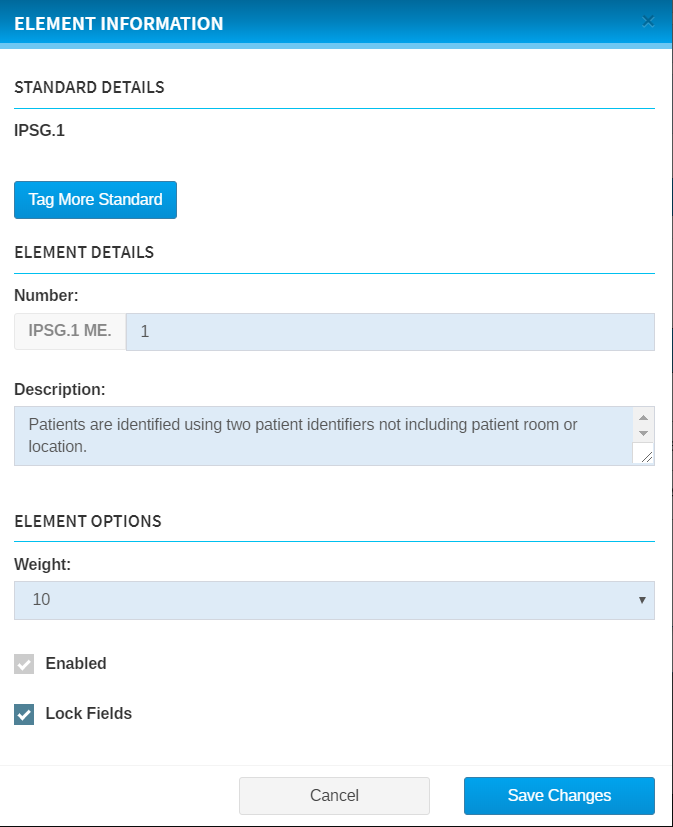 ELEMENT INFORMATION
STANDARD DETAILS
IPSG.1
Tag More Standard
ELEMENT DETAILS
Number:
IPSG.1 ME. 1
Description:
Patients are identified using two patient identifiers not including patient room or
location.
ELEMENT OPTIONS
Weight:
10
Enabled
Lock Fields
Cancel Save Changes